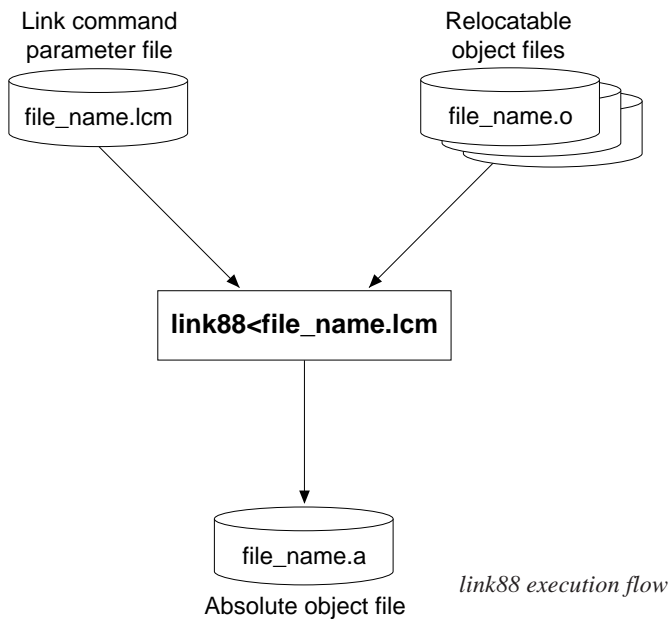 Link command
parameter file
file_name.lcm
Relocatable
object files
file_name.o
link88<file_name.lcm
file_name.a
Absolute object file
link88 execution flow